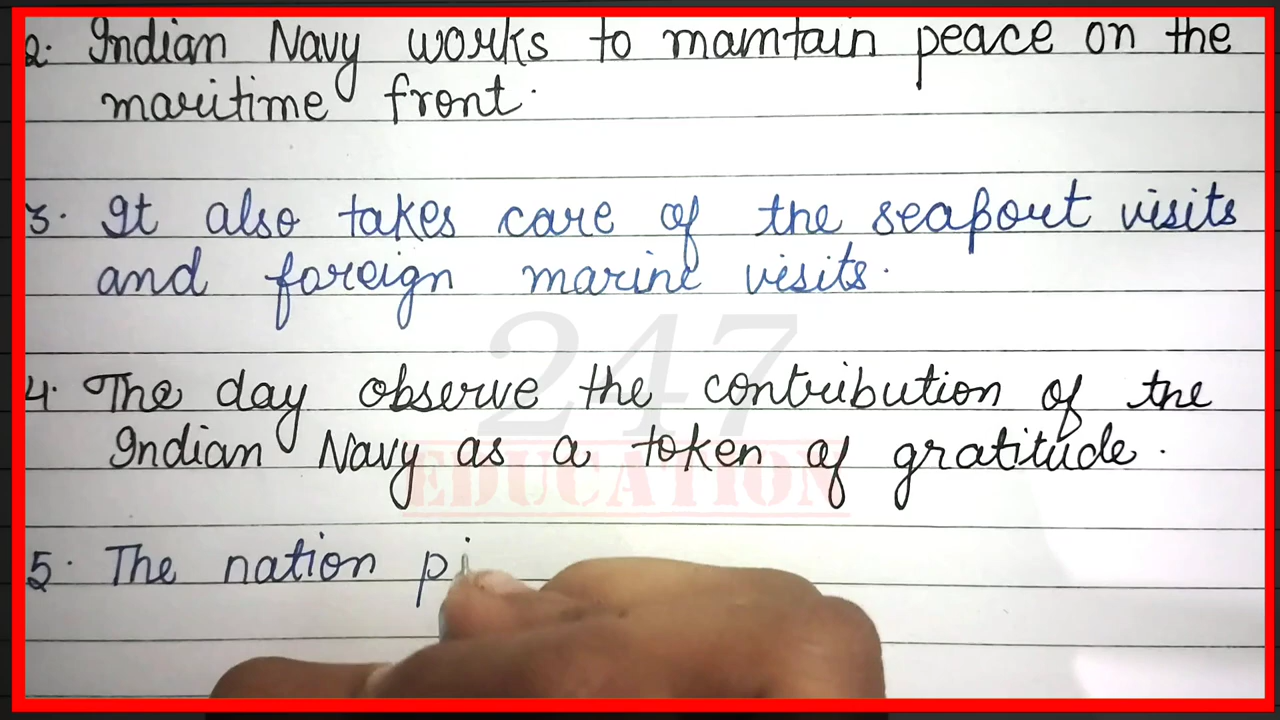 2. Indian Navy works to mamtain peace on the
maritime front.
3. It also takes care of the seaport visits
and foreign marine visits.
4. The day observe the contribution of the
Indian Navy as a token of gratitude.
247
EDUCATION
5. The nation pi